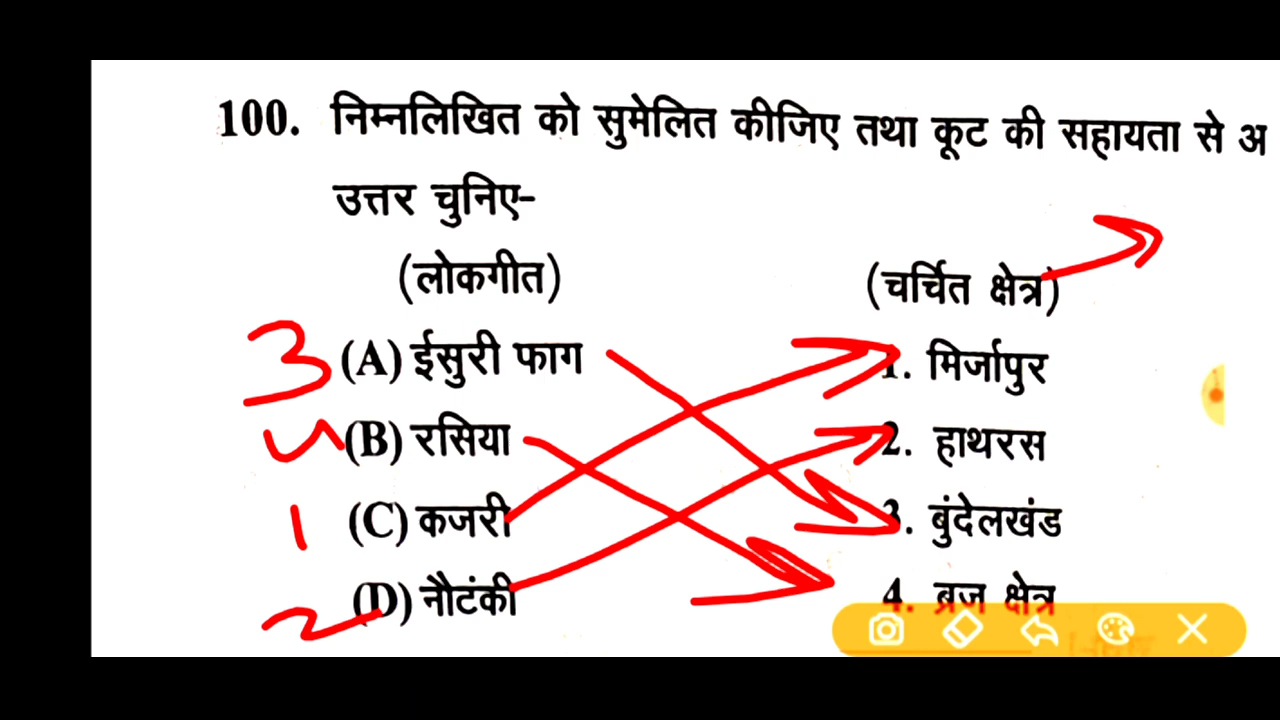 100. निम्नलिखित को सुमेलित कीजिए तथा कूट की सहायता से अ
उत्तर चुनिए-
(लोकगीत) (चर्चित क्षेत्र)
3 (A) ईसुरी फाग 1. मिर्जापुर
4 (B) रसिया 2. हाथरस
1 (C) कजरी 3. बुंदेलखंड
2 (D) नौटंकी 4. ब्रज क्षेत्र